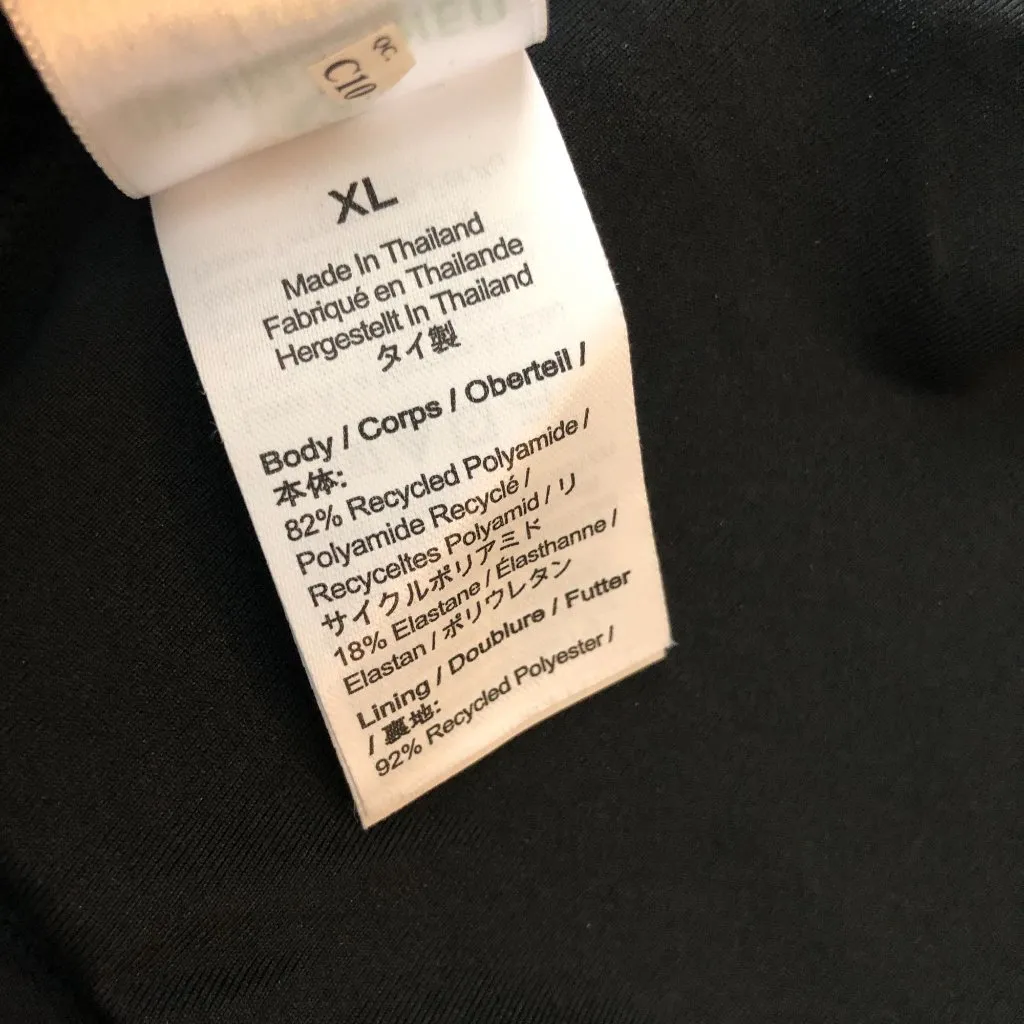 QC.
C10
XL
Made In Thailand
Fabriqué en Thaïlande
Hergestellt In Thailand
タイ製
Body / Corps / Oberteil /
本体:
82% Recycled Polyamide /
Polyamide Recyclé /
Recyceltes Polyamid / リ
サイクルポリアミド
18% Elastane / Élasthanne /
Elastan / ポリウレタン
Lining / Doublure / Futter
/ 裏地:
92% Recycled Polyester /